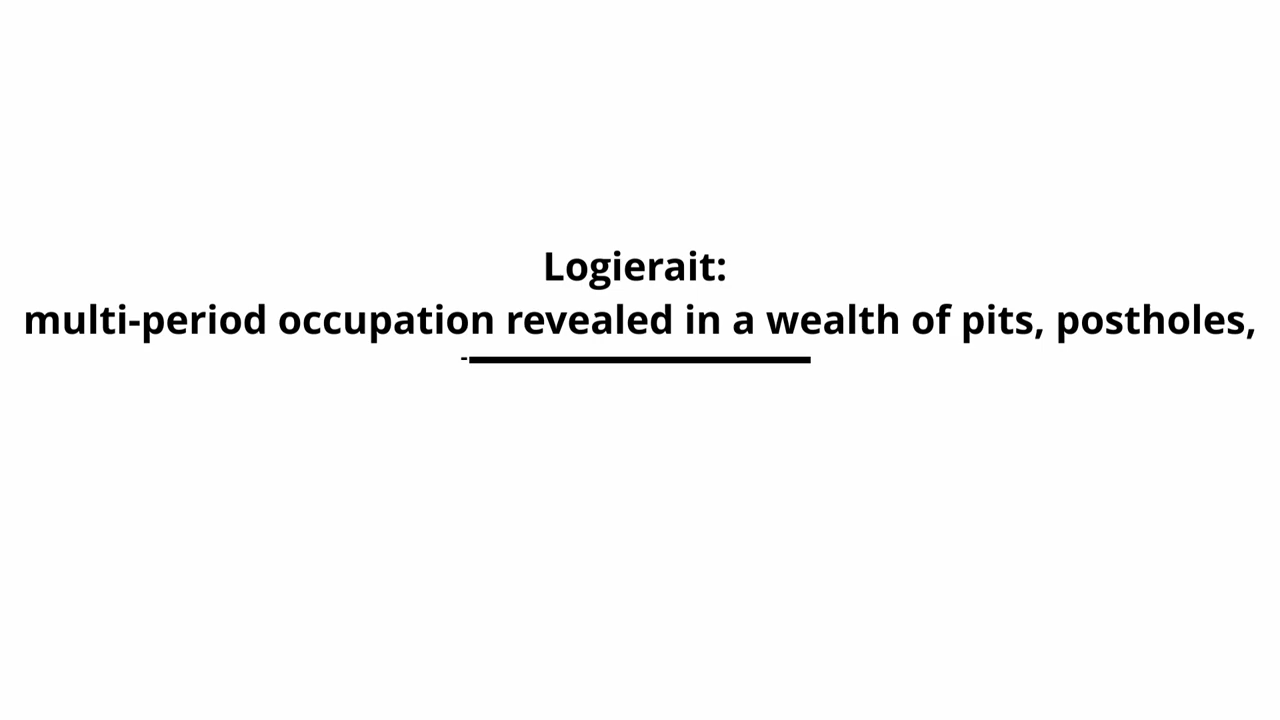 Logierait:
multi-period occupation revealed in a wealth of pits, postholes,
-